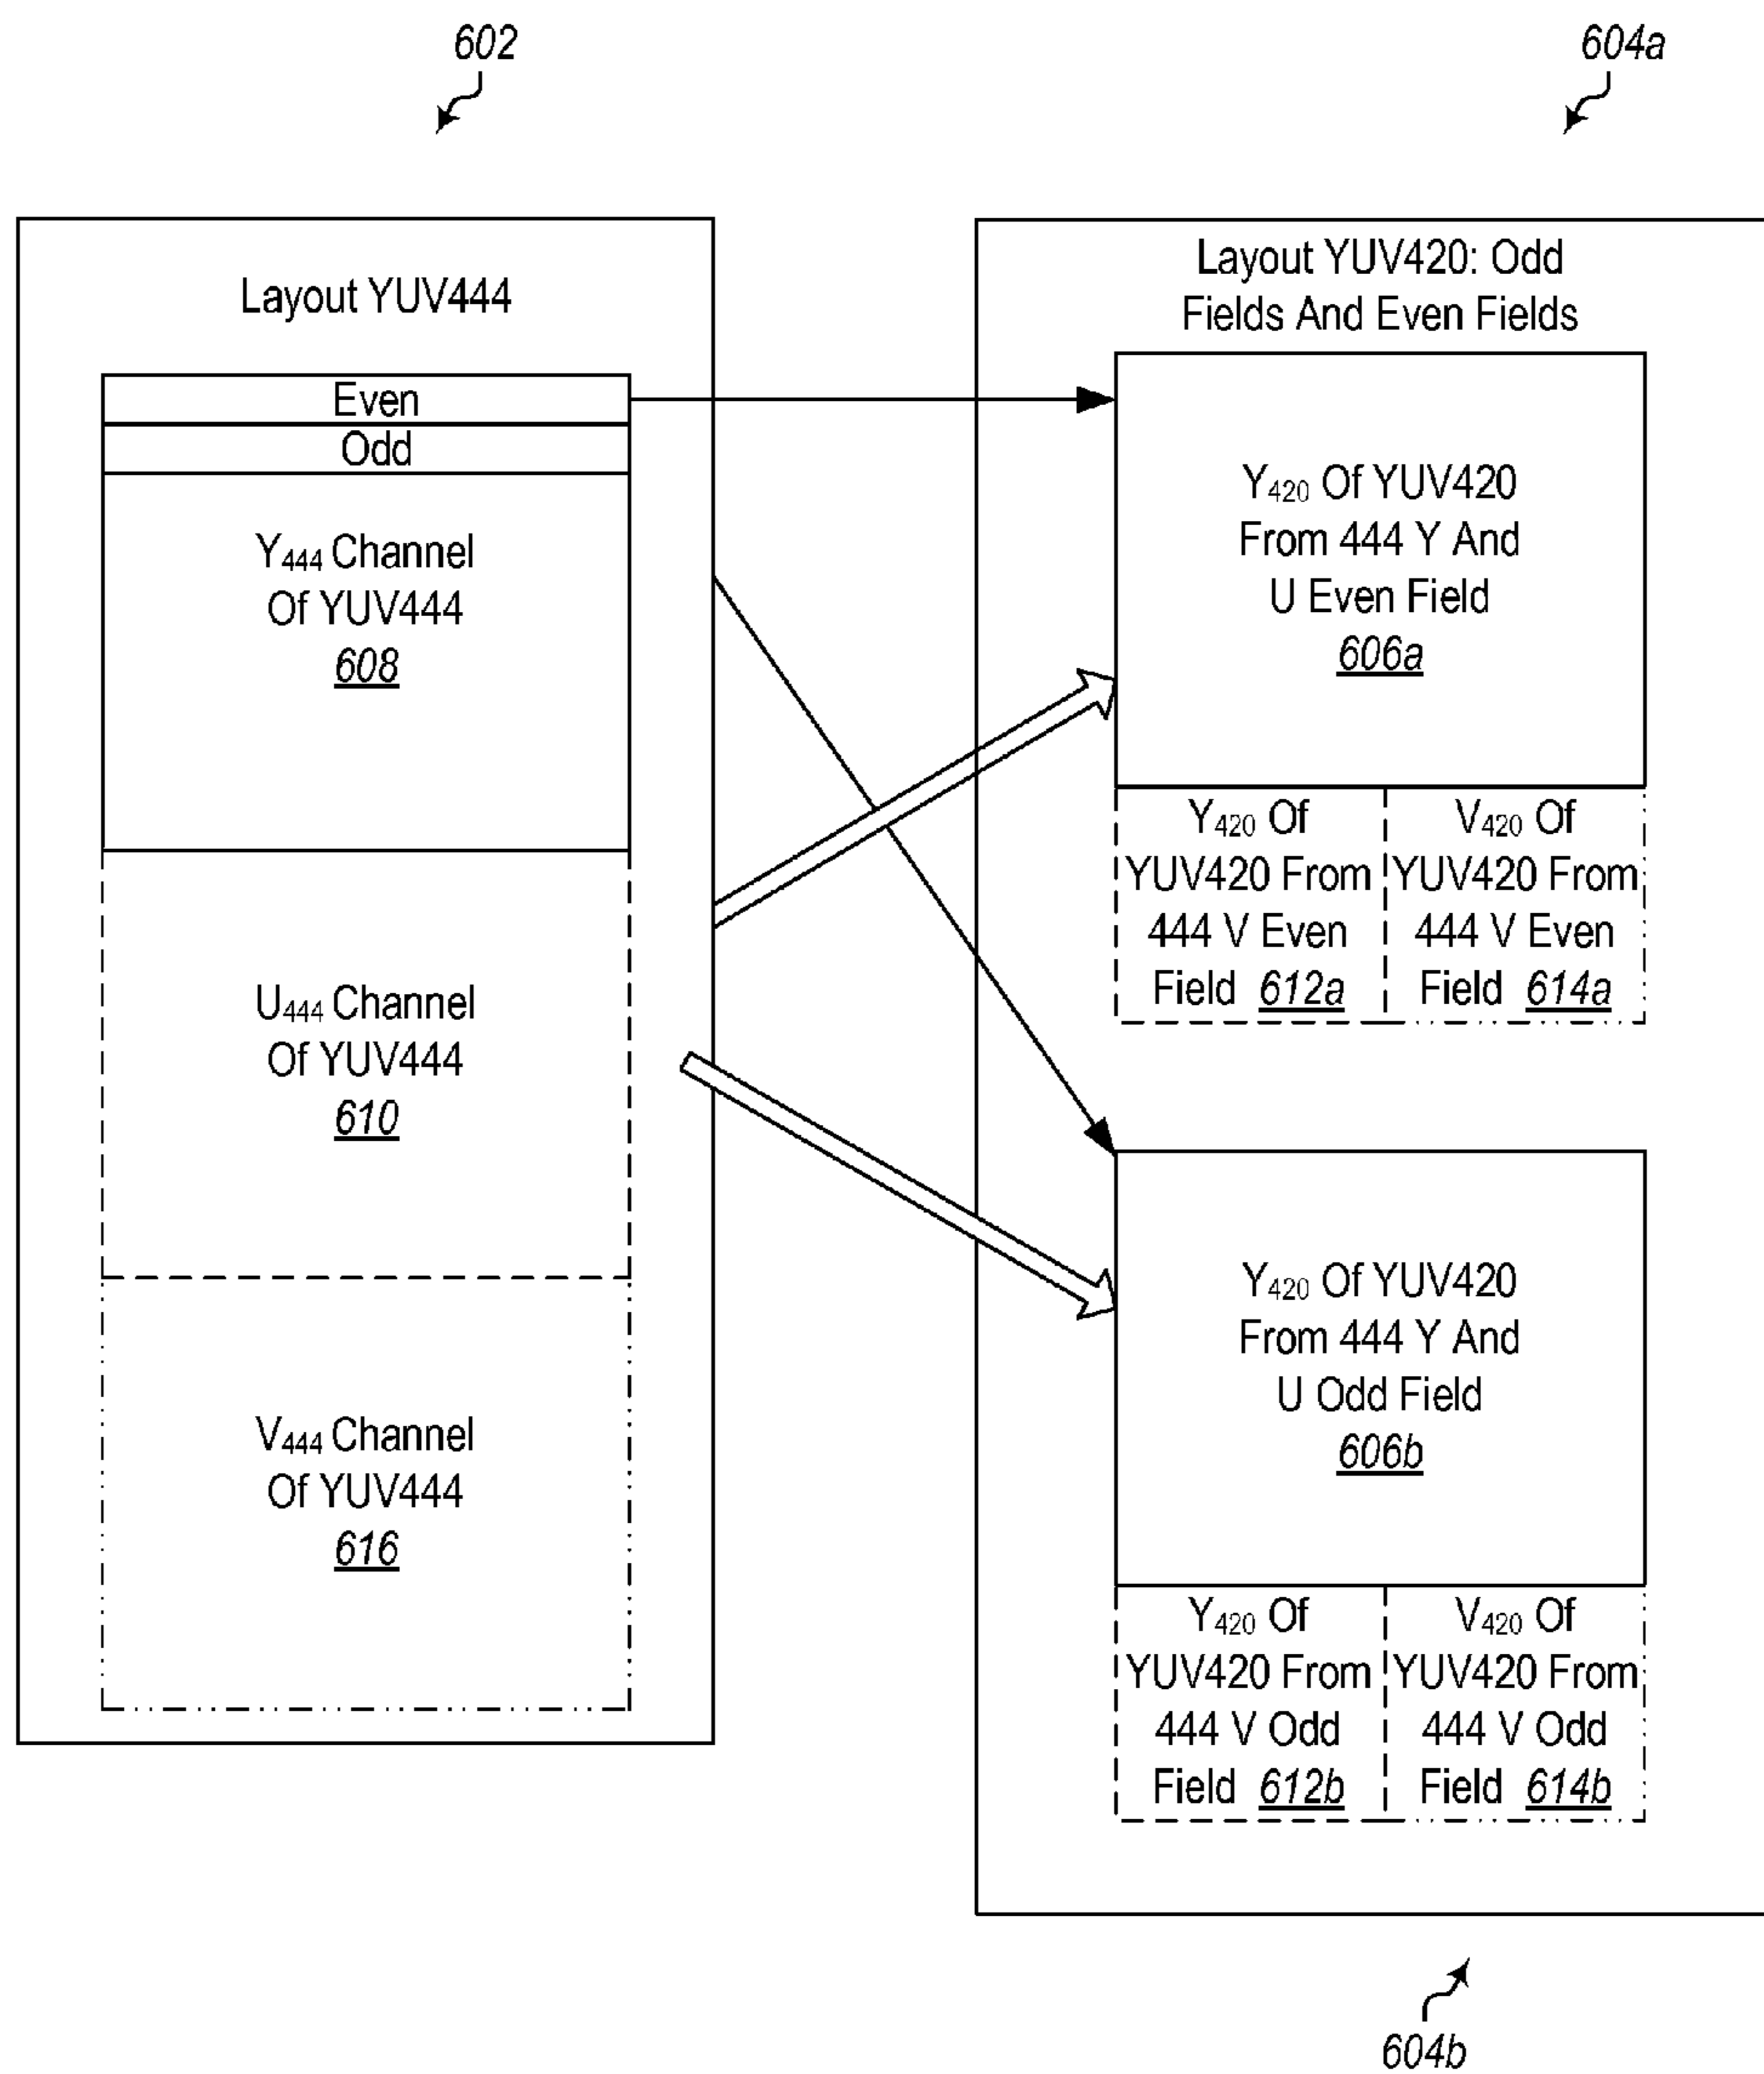 602
604a
Layout YUV444
Even
Odd
Y444 Channel
Of YUV444
608
U444 Channel
Of YUV444
610
V444 Channel
Of YUV444
616
Layout YUV420: Odd
Fields And Even Fields
Y420 Of YUV420
From 444 Y And
U Even Field
606a
Y420 Of
YUV420 From
444 V Even
Field 612a
V420 Of
YUV420 From
444 V Even
Field 614a
Y420 Of YUV420
From 444 Y And
U Odd Field
606b
Y420 Of
YUV420 From
444 V Odd
Field 612b
V420 Of
YUV420 From
444 V Odd
Field 614b
604b